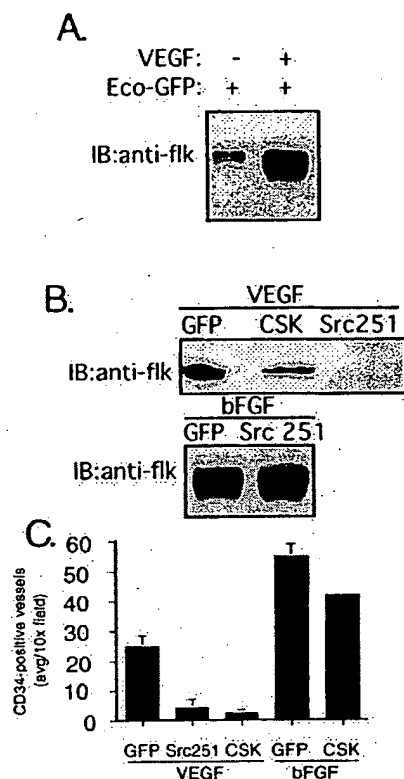 A.
VEGF: - +
Eco-GFP: + +
IB:anti-flk
B.
VEGF
GFP CSK Src251
IB:anti-flk
bFGF
GFP Src 251
IB:anti-flk
C.
CD34-positive vessels
(avg/10x field)
60
50
40
30
20
10
0
GFP Src251 CSK GFP CSK
VEGF bFGF